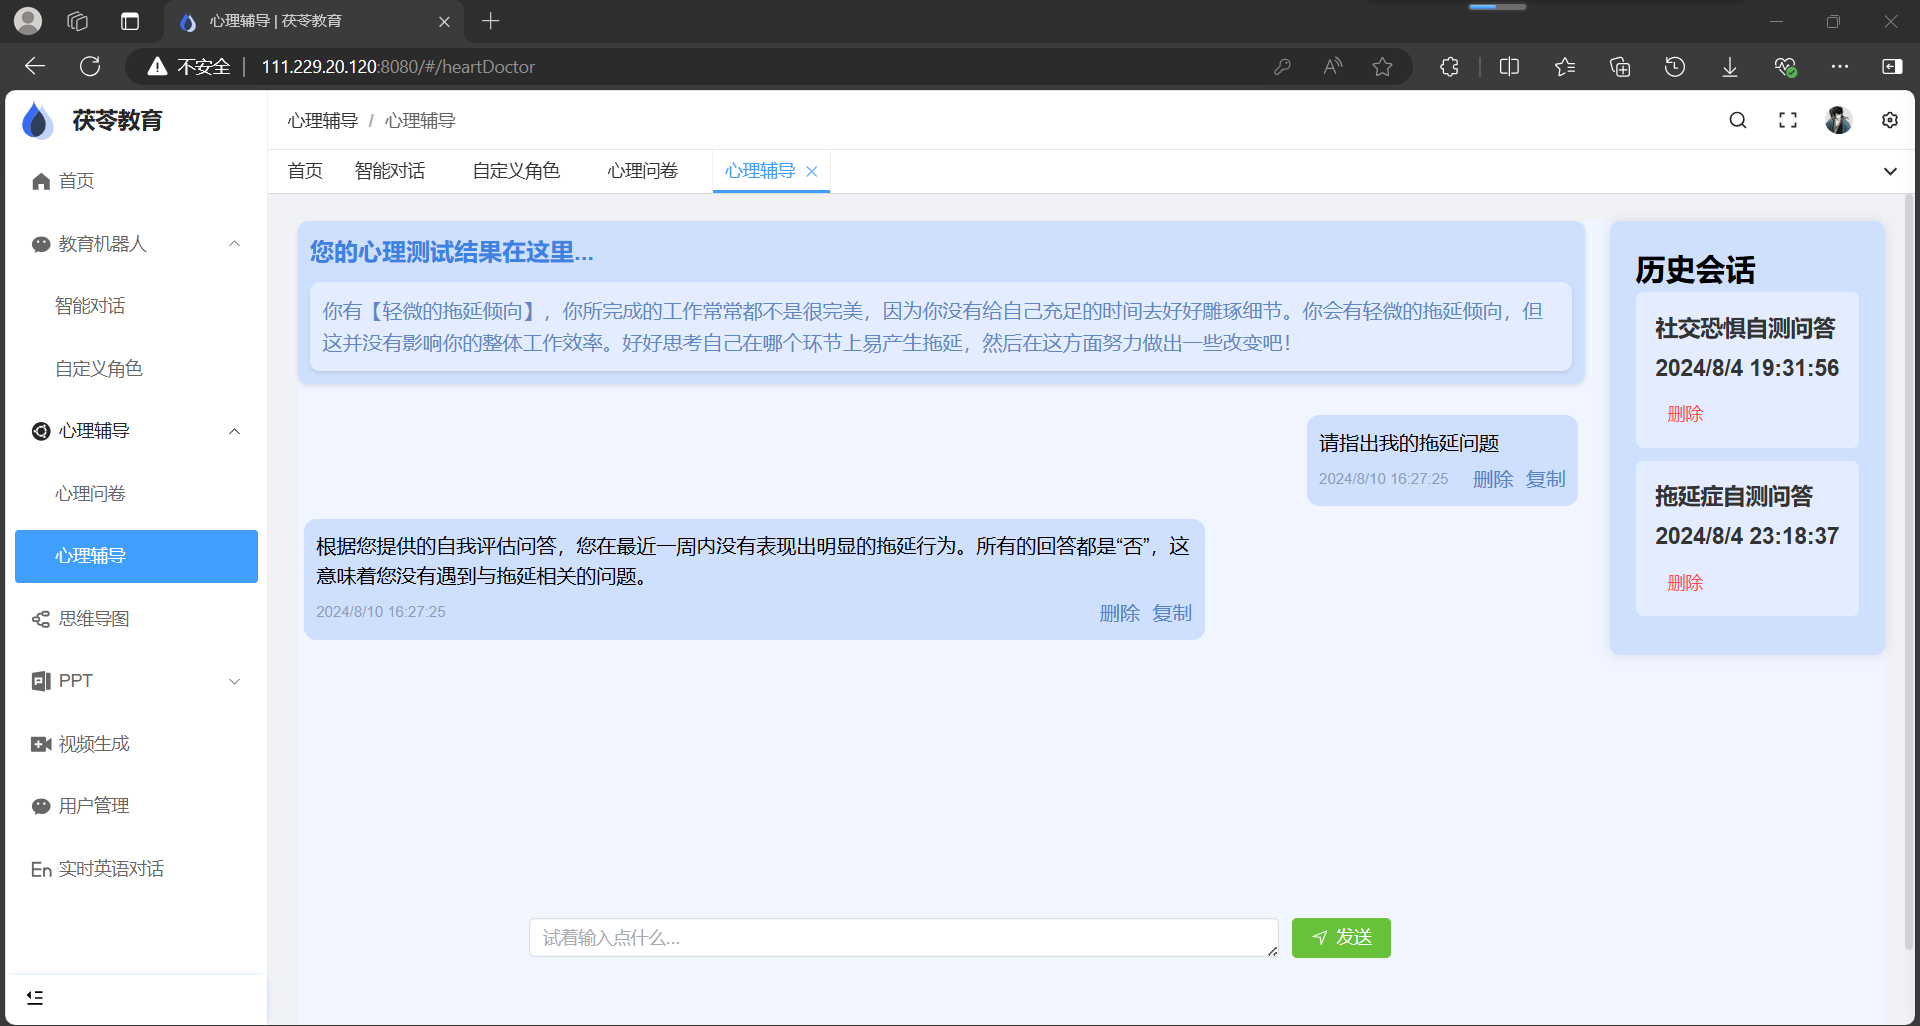 心理辅导 | 茯苓教育
不安全
111.229.20.120:8080/#/heartDoctor
茯苓教育
心理辅导 / 心理辅导
首页 智能对话 自定义角色 心理问卷 心理辅导
首页
教育机器人
智能对话
自定义角色
心理辅导
心理问卷
心理辅导
思维导图
PPT
视频生成
用户管理
En 实时英语对话
您的心理测试结果在这里...
你有【轻微的拖延倾向】，你所完成的工作常常都不是很完美，因为你没有给自己充足的时间去好好雕琢细节。你会有轻微的拖延倾向，但
这并没有影响你的整体工作效率。好好思考自己在哪个环节上易产生拖延，然后在这方面努力做出一些改变吧！
请指出我的拖延问题
2024/8/10 16:27:25 删除 复制
根据您提供的自我评估问答，您在最近一周内没有表现出明显的拖延行为。所有的回答都是“否”，这
意味着您没有遇到与拖延相关的问题。
2024/8/10 16:27:25 删除 复制
试着输入点什么...
发送
历史会话
社交恐惧自测问答
2024/8/4 19:31:56
删除
拖延症自测问答
2024/8/4 23:18:37
删除